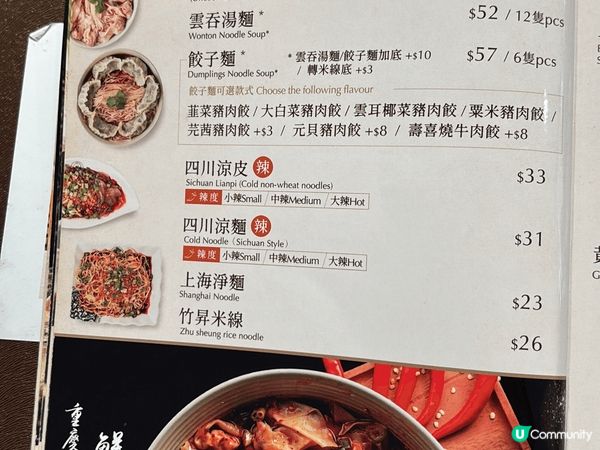 雲吞湯麵 * $52 / 12隻pcs
Wonton Noodle Soup*
餃子麵 * * 雲吞湯麵/餃子麵加底 +$10 $57 / 6隻pcs
Dumplings Noodle Soup* / 轉米線底 +$3
餃子麵可選款式 Choose the following flavour
韮菜豬肉餃 / 大白菜豬肉餃 / 雲耳椰菜豬肉餃 / 粟米豬肉餃 /
芫茜豬肉餃 +$3 / 元貝豬肉餃 +$8 / 壽喜燒牛肉餃 +$8
四川涼皮 辣 $33
Sichuan Lianpi (Cold non-wheat noodles)
辣度 小辣Small / 中辣Medium / 大辣Hot
四川涼麵 辣 $31
Cold Noodle (Sichuan Style)
辣度 小辣Small / 中辣Medium / 大辣Hot
上海淨麵 $23
Shanghai Noodle
竹昇米線 $26
Zhu sheung rice noodle
重慶
U Community